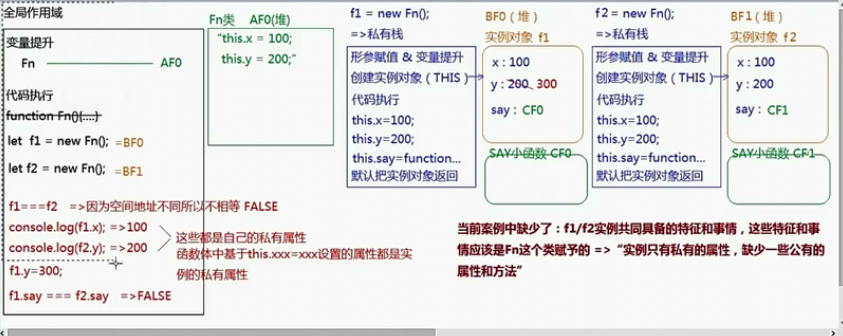 全局作用域
变量提升
Fn AF0
代码执行
function Fn(){....}
let f1 = new Fn(); =BF0
let f2 = new Fn(); =BF1
f1===f2 =>因为空间地址不同所以不相等 FALSE
console.log(f1.x); =>100
console.log(f2.y); =>200
这些都是自己的私有属性
函数体中基于this.xxx=xxx设置的属性都是实
例的私有属性
f1.y=300;
f1.say === f2.say =>FALSE
Fn类 AF0(堆)
"this.x = 100;
this.y = 200;"
f1 = new Fn();
=>私有栈
形参赋值 & 变量提升
创建实例对象（THIS）
代码执行
this.x=100;
this.y=200;
this.say=function...
默认把实例对象返回
BF0（堆）
实例对象 f1
x : 100
y : 200 300
say : CF0
SAY小函数 CF0
f2 = new Fn();
=>私有栈
形参赋值 & 变量提升
创建实例对象（THIS）
代码执行
this.x=100;
this.y=200;
this.say=function...
默认把实例对象返回
BF1（堆）
实例对象 f2
x : 100
y : 200
say : CF1
SAY小函数 CF1
当前案例中缺少了：f1/f2实例共同具备的特征和事情，这些特征和事
情应该是Fn这个类赋予的 => “实例只有私有的属性，缺少一些公有的
属性和方法”